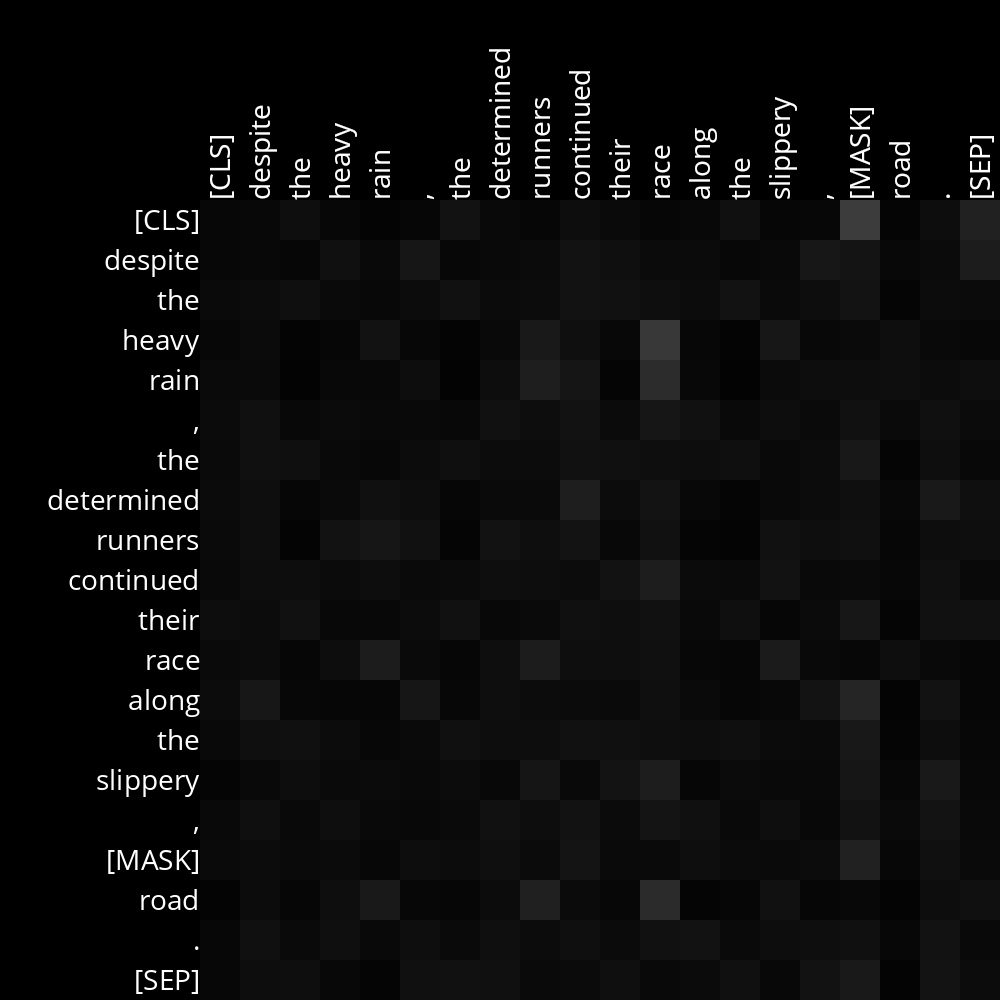 [CLS] despite the heavy rain , the determined runners continued their race along the slippery , [MASK] road . [SEP]
[CLS]
despite
the
heavy
rain
,
the
determined
runners
continued
their
race
along
the
slippery
,
[MASK]
road
.
[SEP]